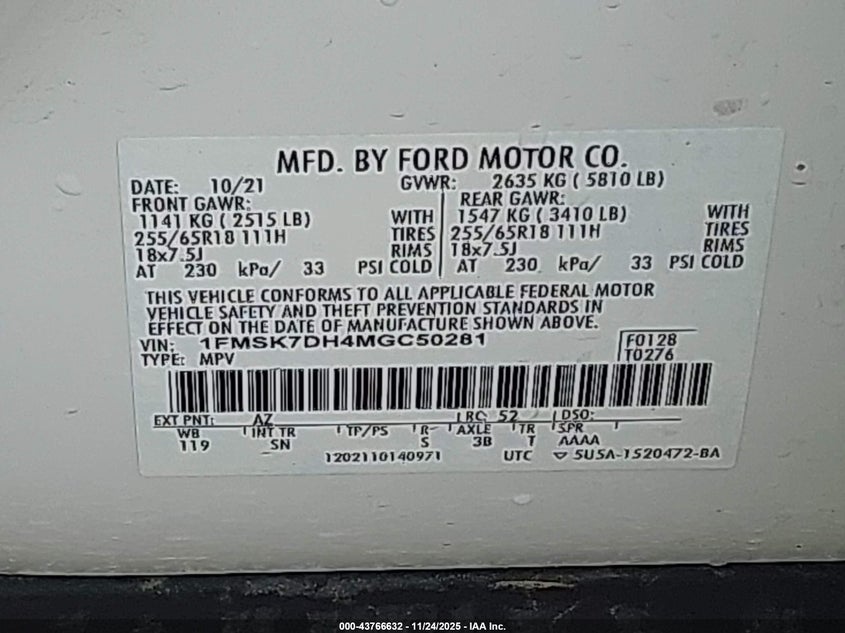 MFD. BY FORD MOTOR CO.
DATE: 10/21 GVWR: 2635 KG ( 5810 LB)
FRONT GAWR: REAR GAWR:
1141 KG ( 2515 LB) WITH 1547 KG ( 3410 LB) WITH
255/65R18 111H TIRES 255/65R18 111H TIRES
18x7.5J RIMS 18x7.5J RIMS
AT 230 kPa/ 33 PSI COLD AT 230 kPa/ 33 PSI COLD
THIS VEHICLE CONFORMS TO ALL APPLICABLE FEDERAL MOTOR
VEHICLE SAFETY AND THEFT PREVENTION STANDARDS IN
EFFECT ON THE DATE OF MANUFACTURE SHOWN ABOVE.
VIN: 1FMSK7DH4MGC50281 F0128
TYPE: MPV T0276
EXT PNT: AZ RC: 52 DSO:
WB INT TR TP/PS R AXLE TR SPR
119 SN S 3B T AAAA
1202110140971 UTC ▽ 5U5A-1520472-BA
000-43766632 - 11/24/2025 - IAA Inc.